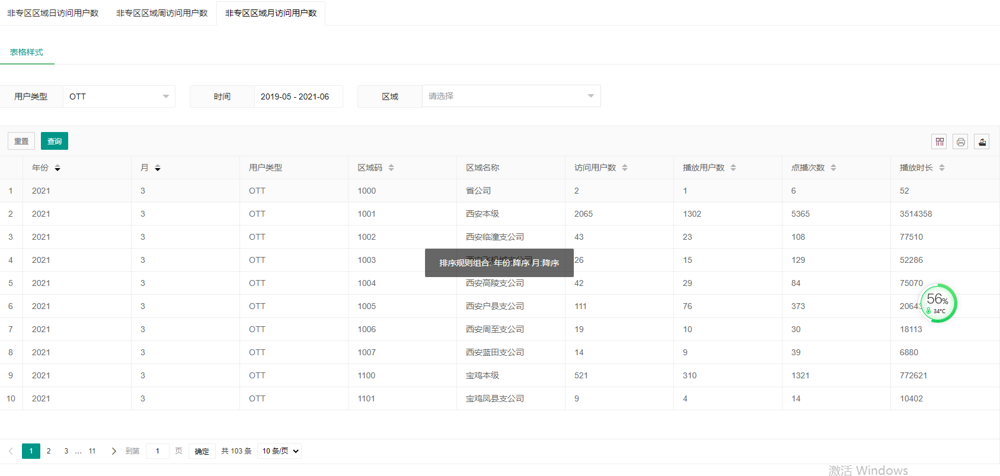 非专区区域日访问用户数 非专区区域周访问用户数 非专区区域月访问用户数
表格样式
用户类型 OTT 时间 2019-05 - 2021-06 区域 请选择
重置 查询
年份 月 用户类型 区域码 区域名称 访问用户数 播放用户数 点播次数 播放时长
1 2021 3 OTT 1000 省公司 2 1 6 52
2 2021 3 OTT 1001 西安本级 2065 1302 5365 3514358
3 2021 3 OTT 1002 西安临潼支公司 43 23 108 77510
4 2021 3 OTT 1003 26 15 129 52286
排序规则组合: 年份:降序 月:降序
5 2021 3 OTT 1004 西安高陵支公司 42 29 84 75070
6 2021 3 OTT 1005 西安户县支公司 111 76 373 2064
56%
34°C
7 2021 3 OTT 1006 西安周至支公司 19 10 30 18113
8 2021 3 OTT 1007 西安蓝田支公司 14 9 39 6880
9 2021 3 OTT 1100 宝鸡本级 521 310 1321 772621
10 2021 3 OTT 1101 宝鸡凤县支公司 9 4 14 10402
1 2 3 … 11 到第 1 页 确定 共 103 条 10 条/页
激活 Windows